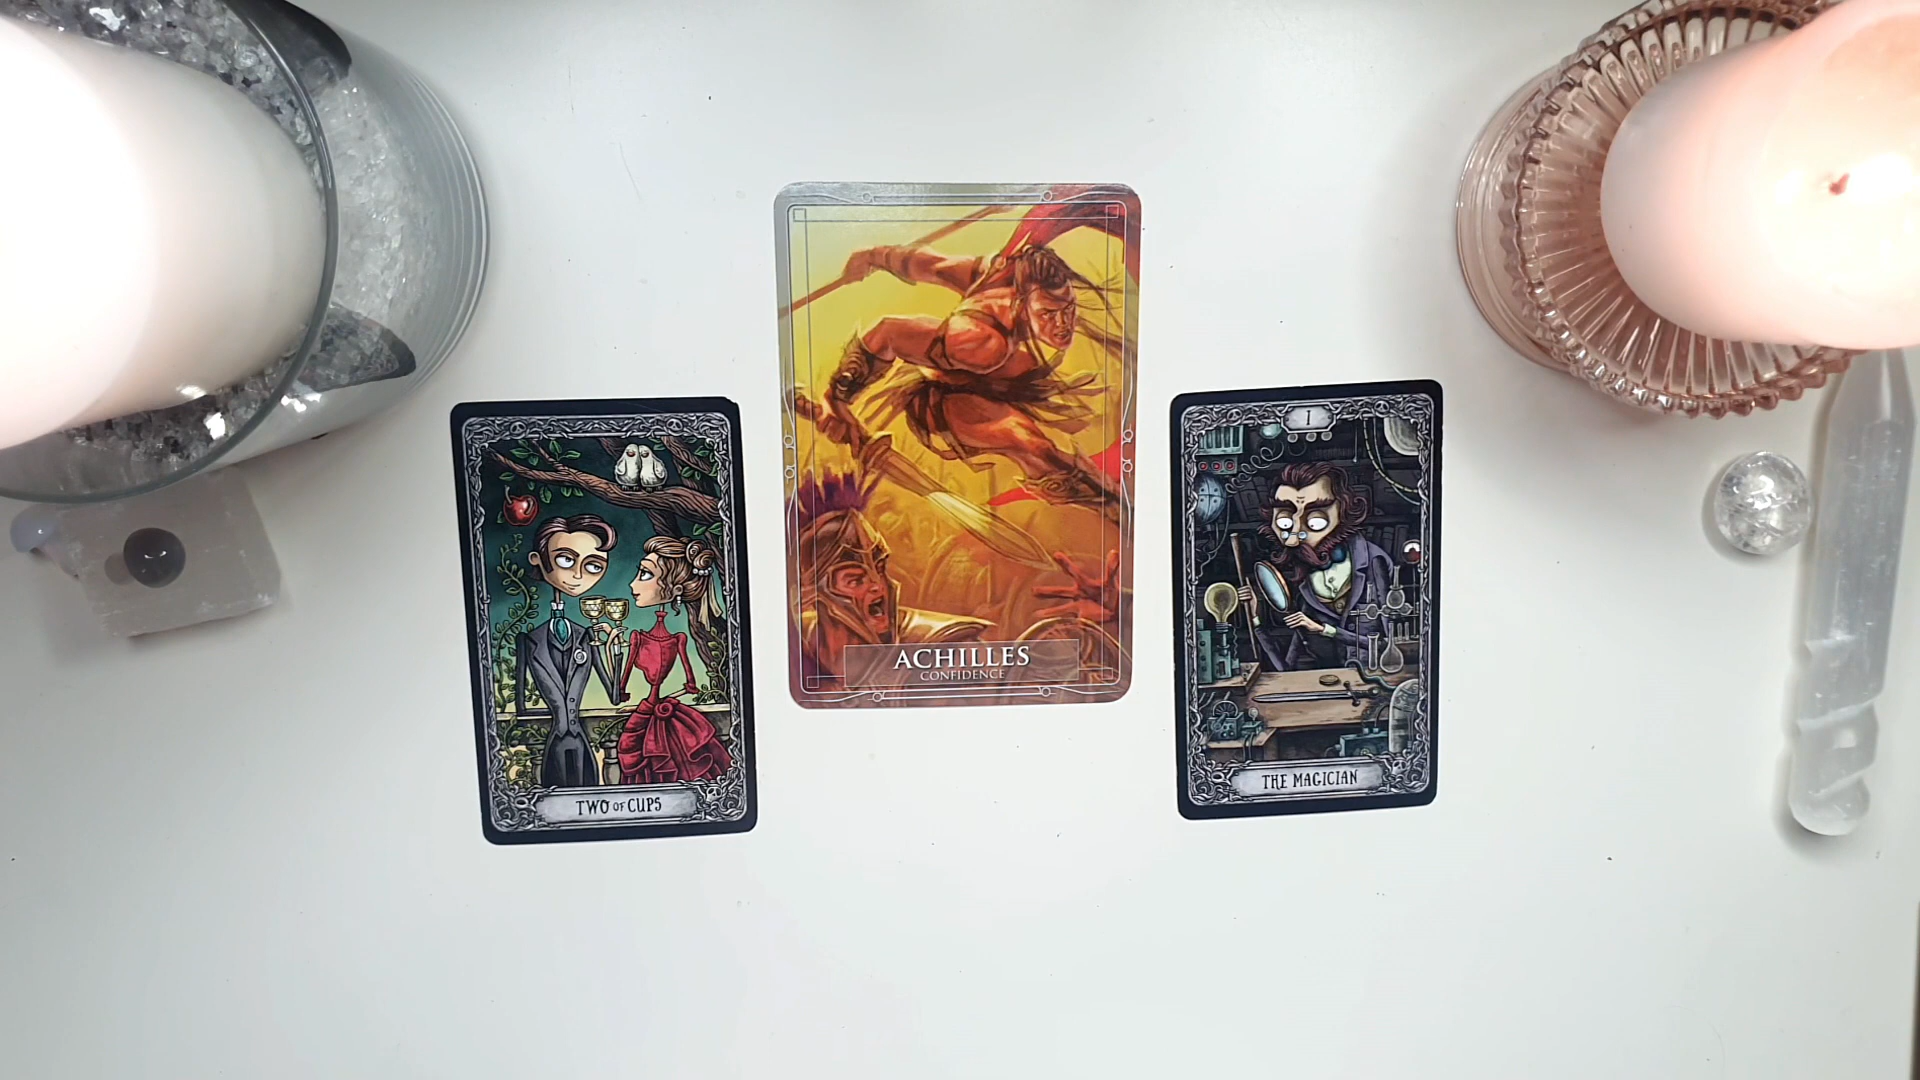 TWO OF CUPS
ACHILLES
CONFIDENCE
I
THE MAGICIAN